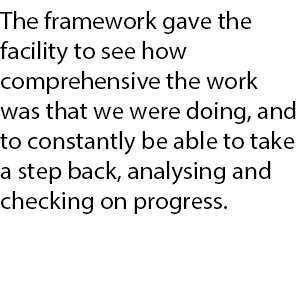 The framework gave the
facility to see how
comprehensive the work
was that we were doing, and
to constantly be able to take
a step back, analysing and
checking on progress.